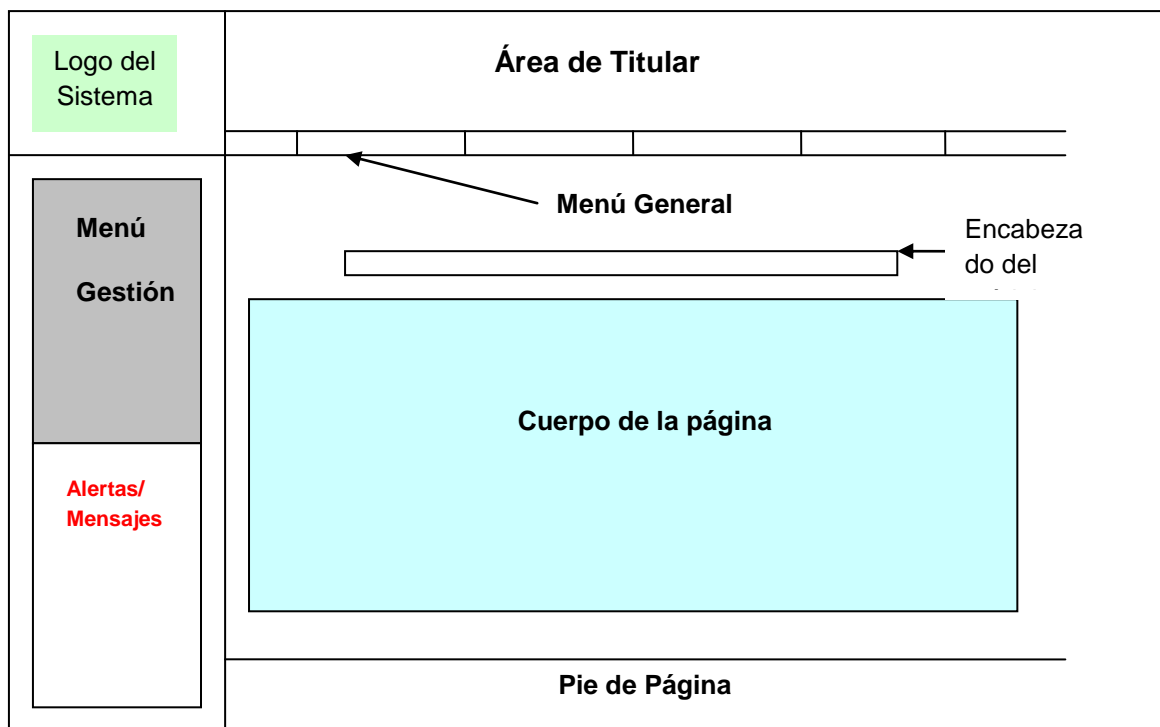 Logo del
Sistema
Área de Titular
Menú General
Menú
Gestión
Encabeza
do del
Cuerpo de la página
Alertas/
Mensajes
Pie de Página